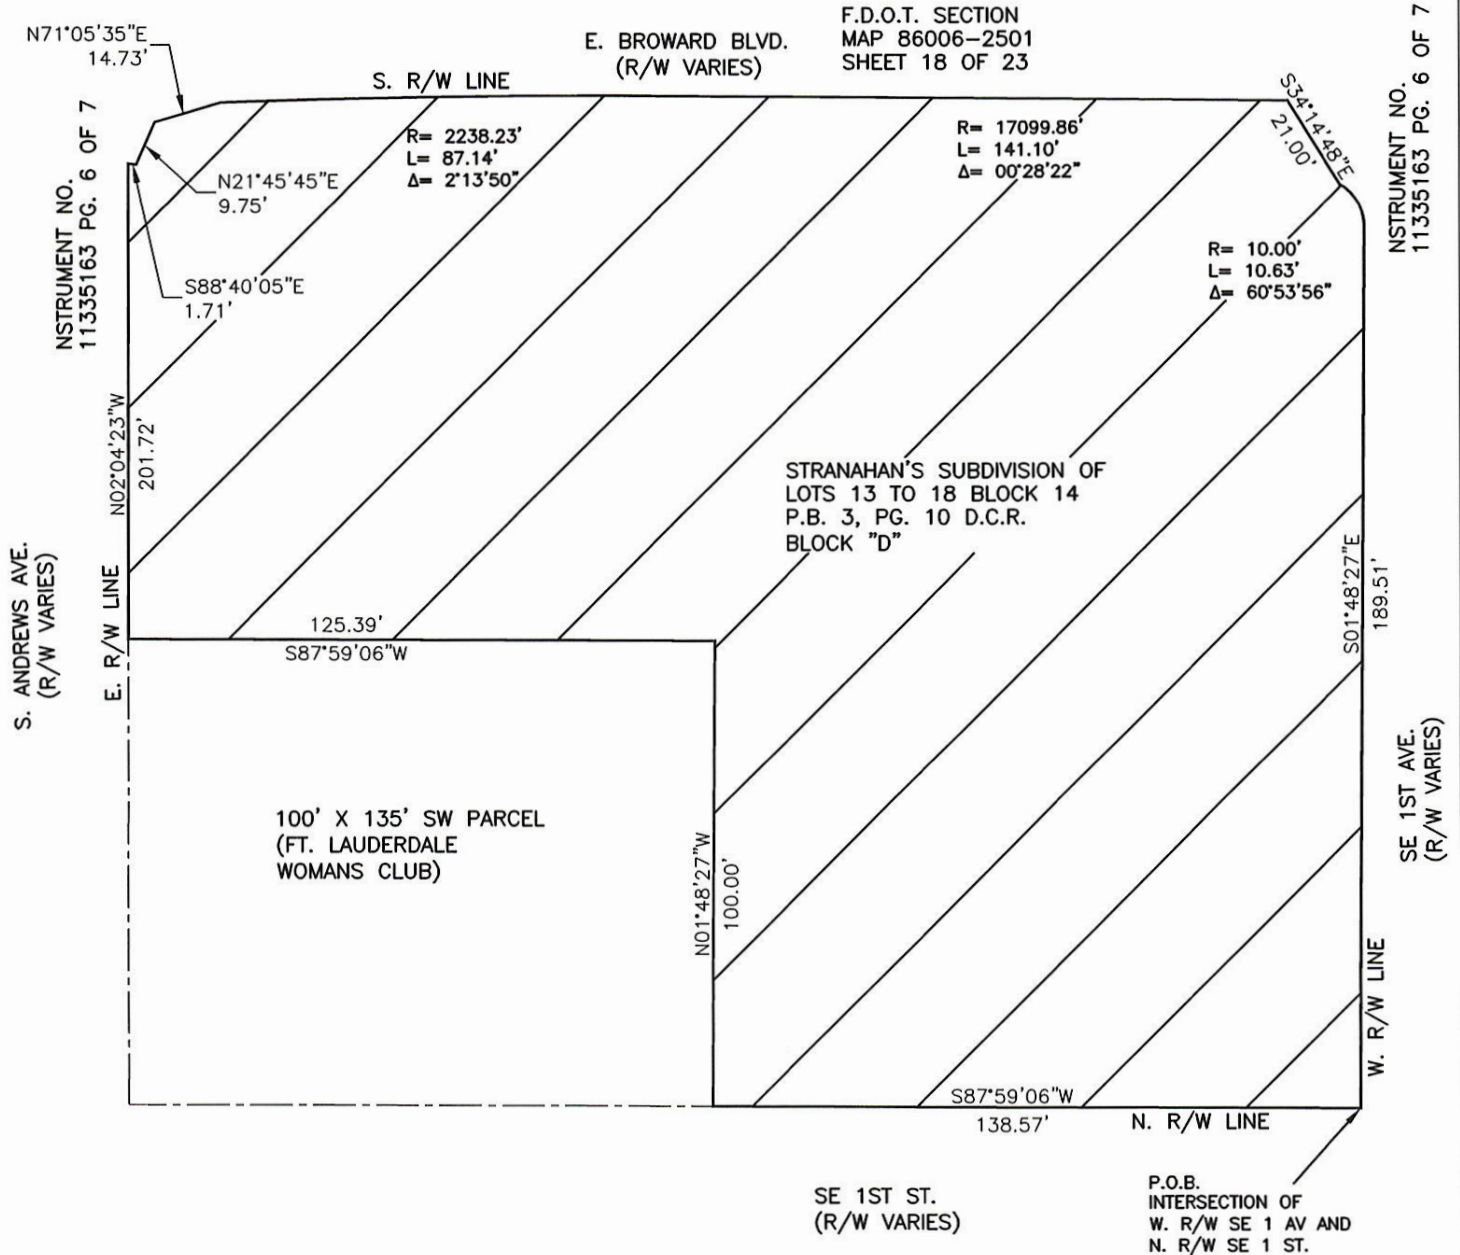 F.D.O.T. SECTION
MAP 86006-2501
SHEET 18 OF 23
E. BROWARD BLVD.
(R/W VARIES)
N71°05'35"E
14.73'
S. R/W LINE
NSTRUMENT NO.
11335163 PG. 6 OF 7
S34°14'48"E
21.00'
NSTRUMENT NO.
11335163 PG. 6 OF 7
R= 2238.23'
L= 87.14'
Δ= 2°13'50"
R= 17099.86'
L= 141.10'
Δ= 00°28'22"
N21°45'45"E
9.75'
S88°40'05"E
1.71'
R= 10.00'
L= 10.63'
Δ= 60°53'56"
N02°04'23"W
201.72'
STRANAHAN'S SUBDIVISION OF
LOTS 13 TO 18 BLOCK 14
P.B. 3, PG. 10 D.C.R.
BLOCK "D"
S01°48'27"E
189.51'
S. ANDREWS AVE.
(R/W VARIES)
E. R/W LINE
125.39'
S87°59'06"W
SE 1ST AVE.
(R/W VARIES)
100' X 135' SW PARCEL
(FT. LAUDERDALE
WOMANS CLUB)
N01°48'27"W
100.00'
W. R/W LINE
S87°59'06"W
138.57'
N. R/W LINE
SE 1ST ST.
(R/W VARIES)
P.O.B.
INTERSECTION OF
W. R/W SE 1 AV AND
N. R/W SE 1 ST.